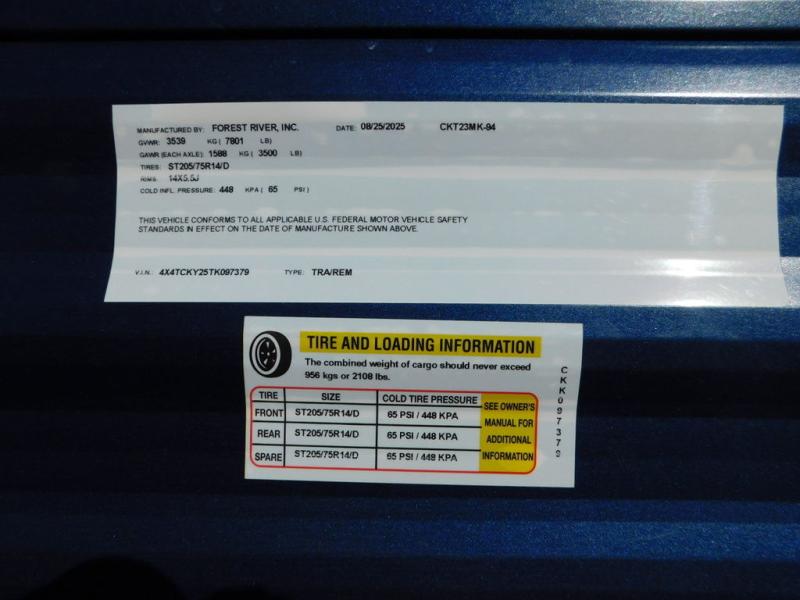 MANUFACTURED BY: FOREST RIVER, INC. DATE: 08/25/2025 CKT23MK-94
GVWR: 3539 KG ( 7801 LB)
GAWR (EACH AXLE): 1588 KG ( 3500 LB)
TIRES: ST205/75R14/D
RIMS: 14X5.5J
COLD INFL. PRESSURE: 448 KPA ( 65 PSI )
THIS VEHICLE CONFORMS TO ALL APPLICABLE U.S. FEDERAL MOTOR VEHICLE SAFETY
STANDARDS IN EFFECT ON THE DATE OF MANUFACTURE SHOWN ABOVE.
V.I.N.: 4X4TCKY25TK097379 TYPE: TRA/REM
TIRE AND LOADING INFORMATION
The combined weight of cargo should never exceed
956 kgs or 2108 lbs.
TIRE SIZE COLD TIRE PRESSURE SEE OWNER'S
FRONT ST205/75R14/D 65 PSI / 448 KPA MANUAL FOR
REAR ST205/75R14/D 65 PSI / 448 KPA ADDITIONAL
SPARE ST205/75R14/D 65 PSI / 448 KPA INFORMATION
CKK097379